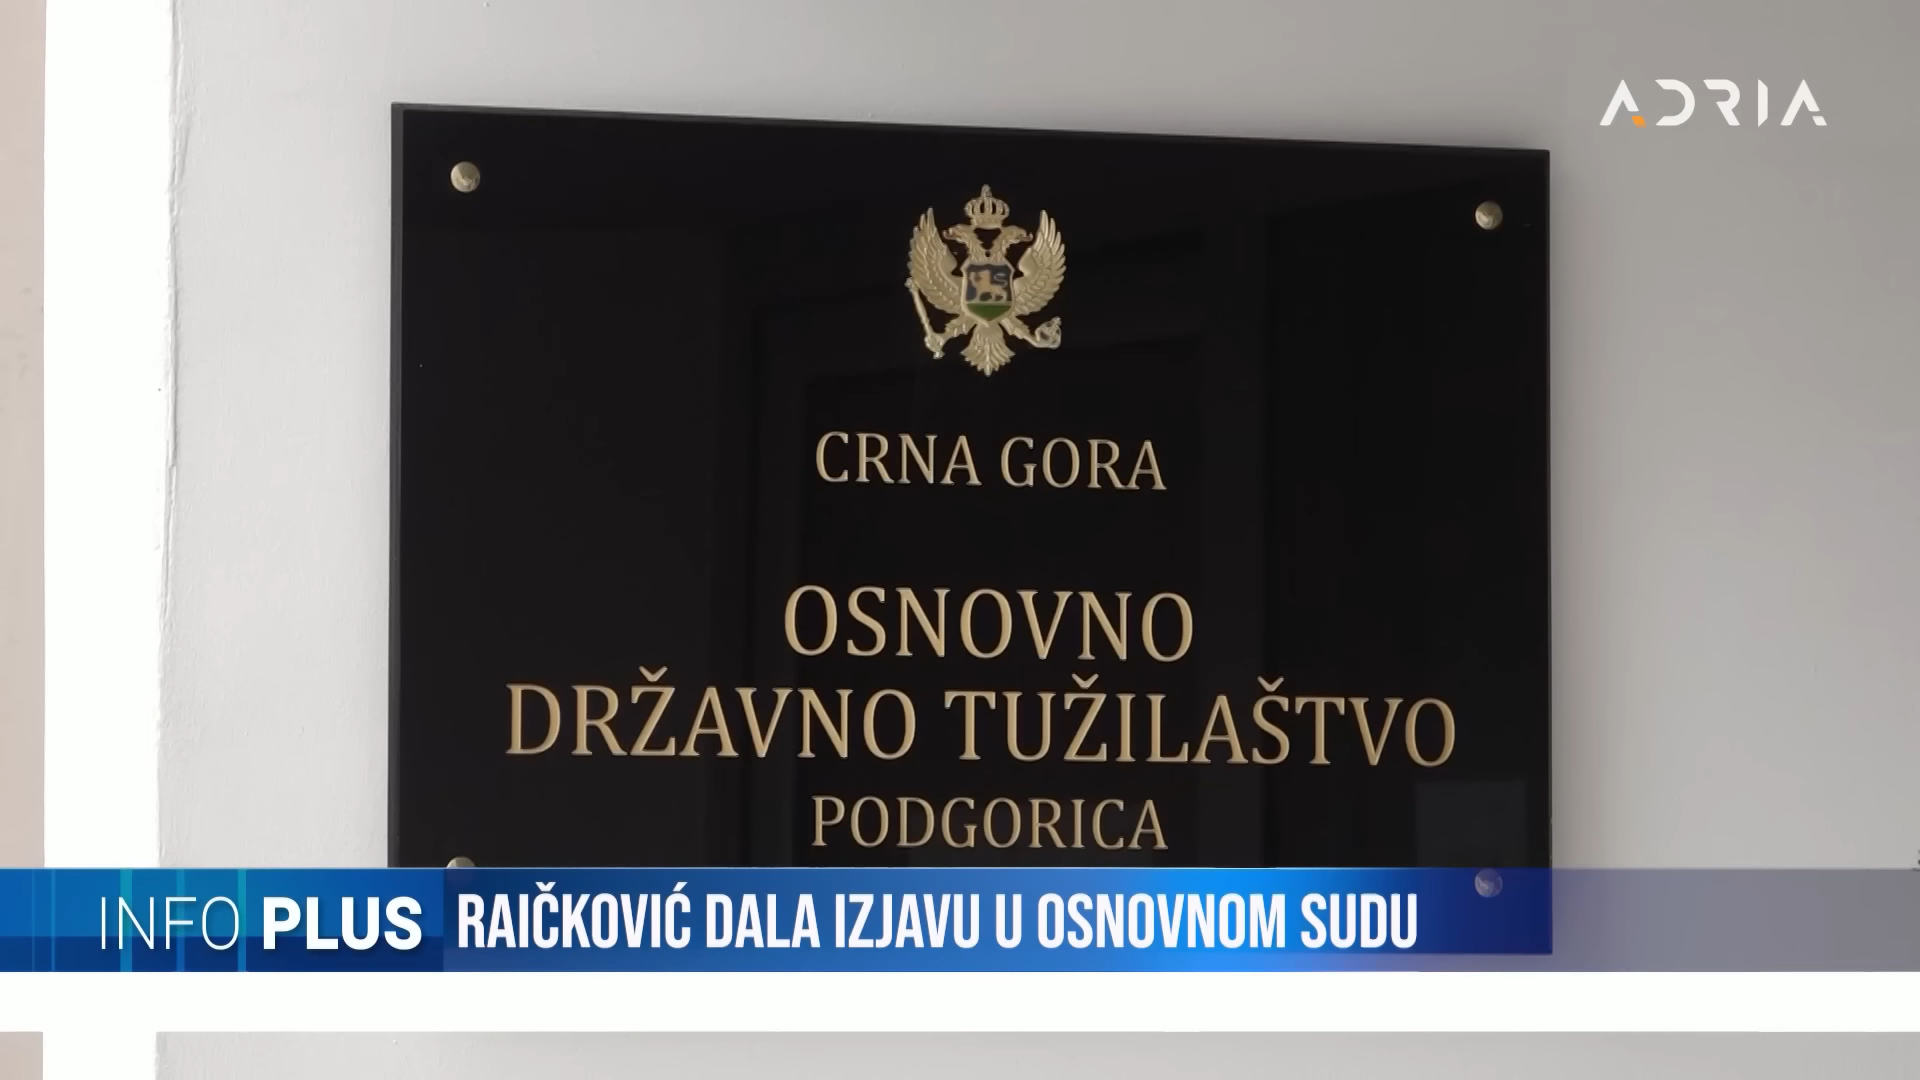 ADRIA
CRNA GORA
OSNOVNO
DRŽAVNO TUŽILAŠTVO
PODGORICA
INFO PLUS
RAIČKOVIĆ DALA IZJAVU U OSNOVNOM SUDU